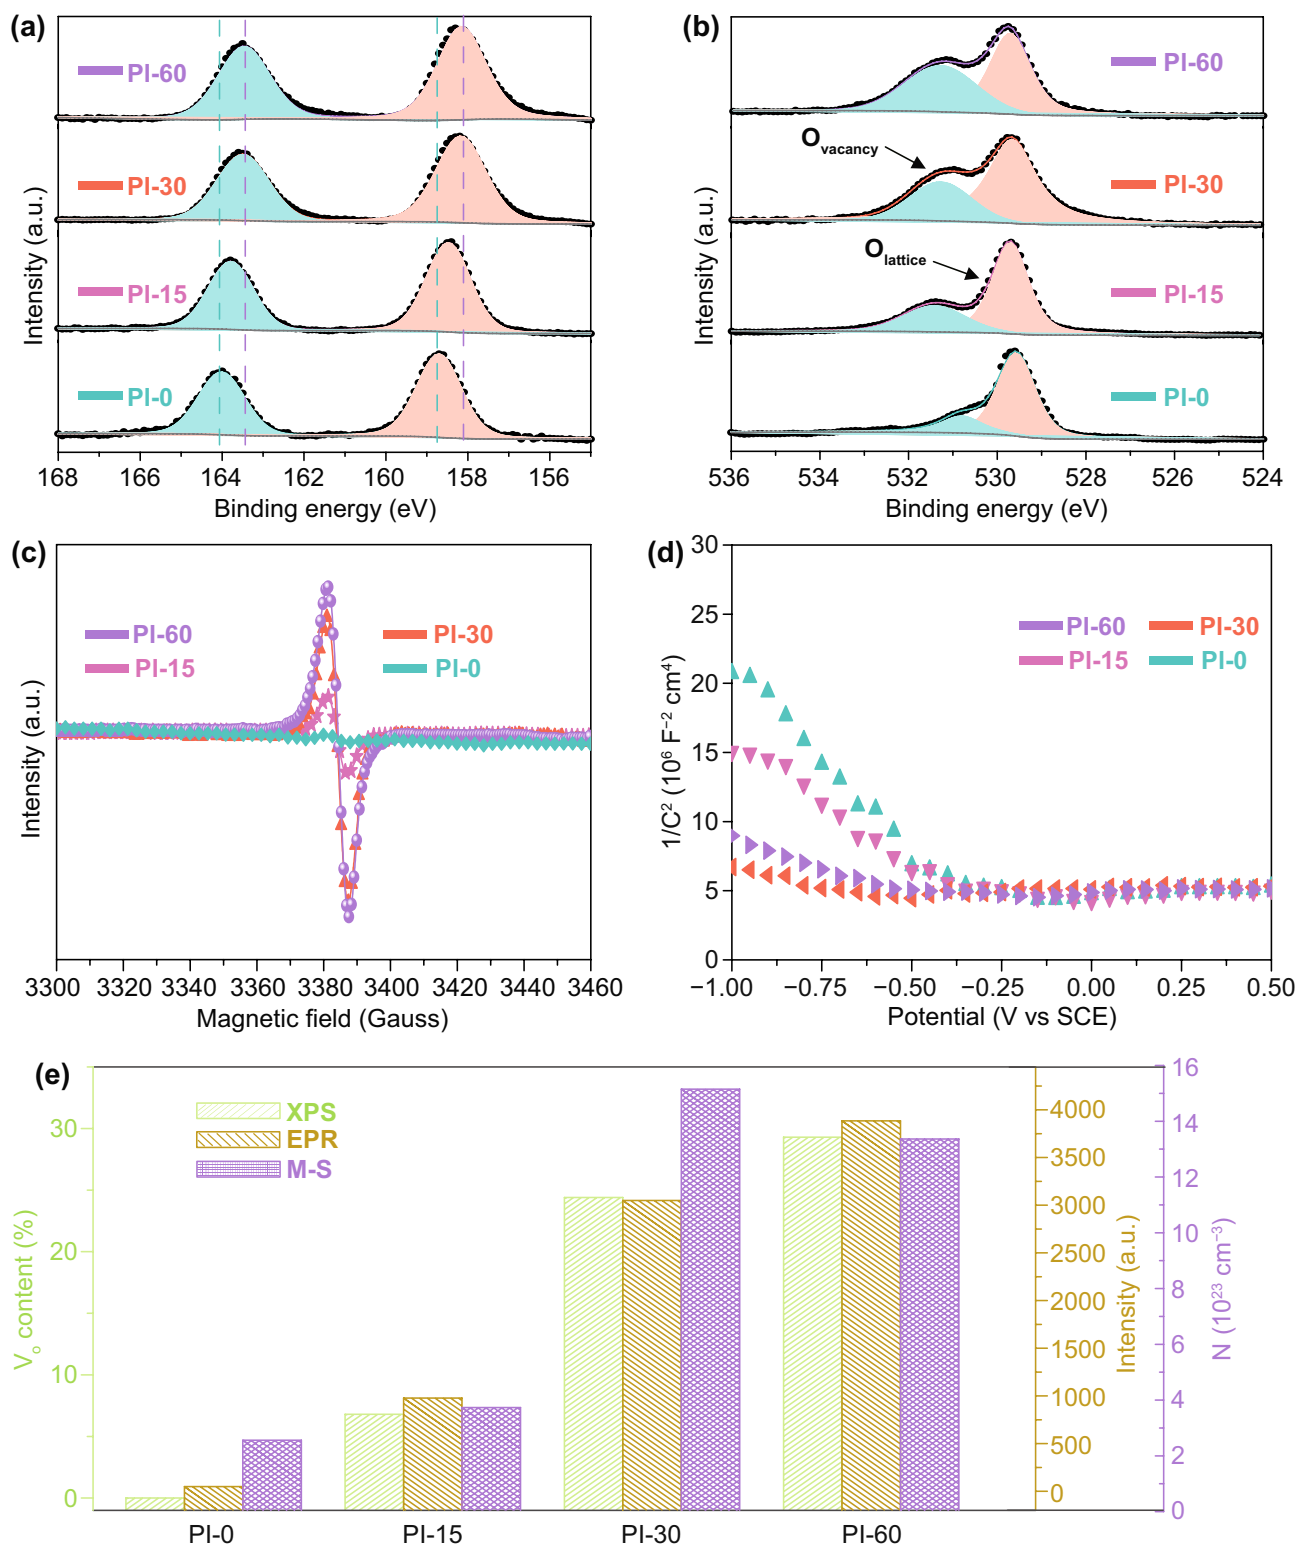 (a)
PI-60
PI-30
PI-15
PI-0
Intensity (a.u.)
168 166 164 162 160 158 156
Binding energy (eV)
(b)
PI-60
O vacancy
PI-30
O lattice
PI-15
PI-0
Intensity (a.u.)
536 534 532 530 528 526 524
Binding energy (eV)
(c)
PI-60 PI-30
PI-15 PI-0
Intensity (a.u.)
3300 3320 3340 3360 3380 3400 3420 3440 3460
Magnetic field (Gauss)
(d)
30
25
20
15
10
5
0
PI-60 PI-30
PI-15 PI-0
1/C² (10⁶ F⁻² cm⁴)
−1.00 −0.75 −0.50 −0.25 0.00 0.25 0.50
Potential (V vs SCE)
(e)
XPS
EPR
M-S
30
20
10
0
Vₒ content (%)
4000
3500
3000
2500
2000
1500
1000
500
0
Intensity (a.u.)
16
14
12
10
8
6
4
2
0
N (10²³ cm⁻³)
PI-0 PI-15 PI-30 PI-60